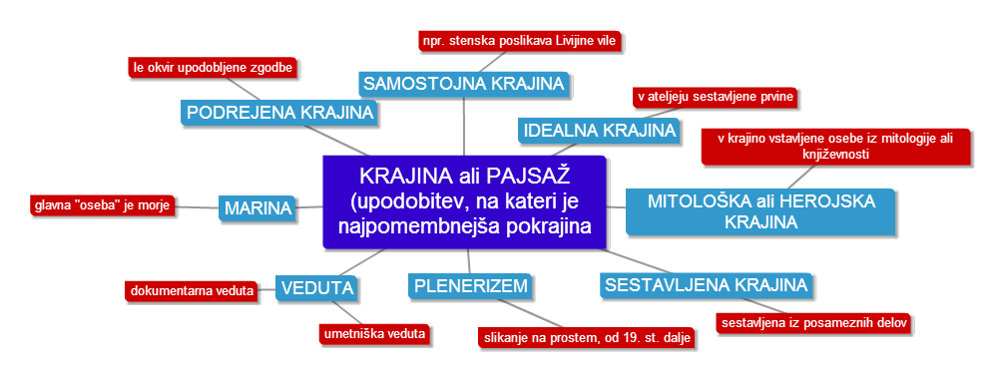 npr. stenska poslikava Livijine vile
le okvir upodobljene zgodbe
SAMOSTOJNA KRAJINA
v ateljeju sestavljene prvine
PODREJENA KRAJINA
IDEALNA KRAJINA
v krajino vstavljene osebe iz mitologije ali
književnosti
KRAJINA ali PAJSAŽ
(upodobitev, na kateri je
najpomembnejša pokrajina
glavna "oseba" je morje
MARINA
MITOLOŠKA ali HEROJSKA
KRAJINA
dokumentarna veduta
VEDUTA
PLENERIZEM
SESTAVLJENA KRAJINA
umetniška veduta
slikanje na prostem, od 19. st. dalje
sestavljena iz posameznih delov